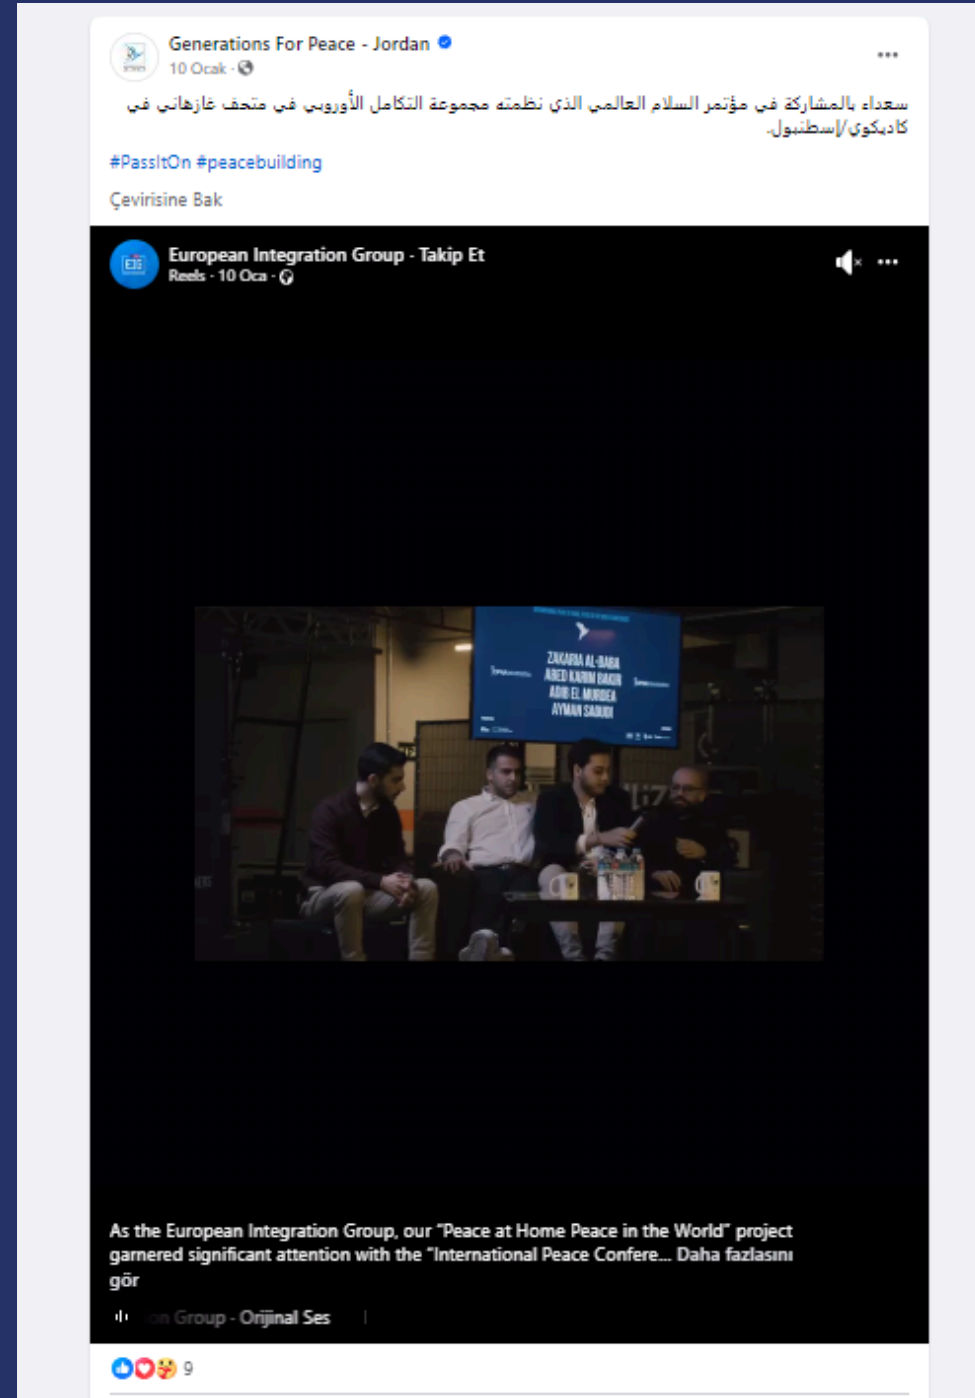 Generations For Peace - Jordan
10 Ocak ·
سعداء بالمشاركة في مؤتمر السلام العالمي الذي نظمته مجموعة التكامل الأوروبي في متحف غازهاني في
كاديكوي/إسطنبول.
#PassItOn #peacebuilding
Çevirisine Bak
EIG
European Integration Group · Takip Et
Reels · 10 Oca ·
ZAKARIA AL-BABA
ABED KARIM BAKIR
ADIB EL MURDEA
AYMAN SABUDI
As the European Integration Group, our "Peace at Home Peace in the World" project
garnered significant attention with the "International Peace Confere... Daha fazlasını
gör
on Group · Orijinal Ses
9